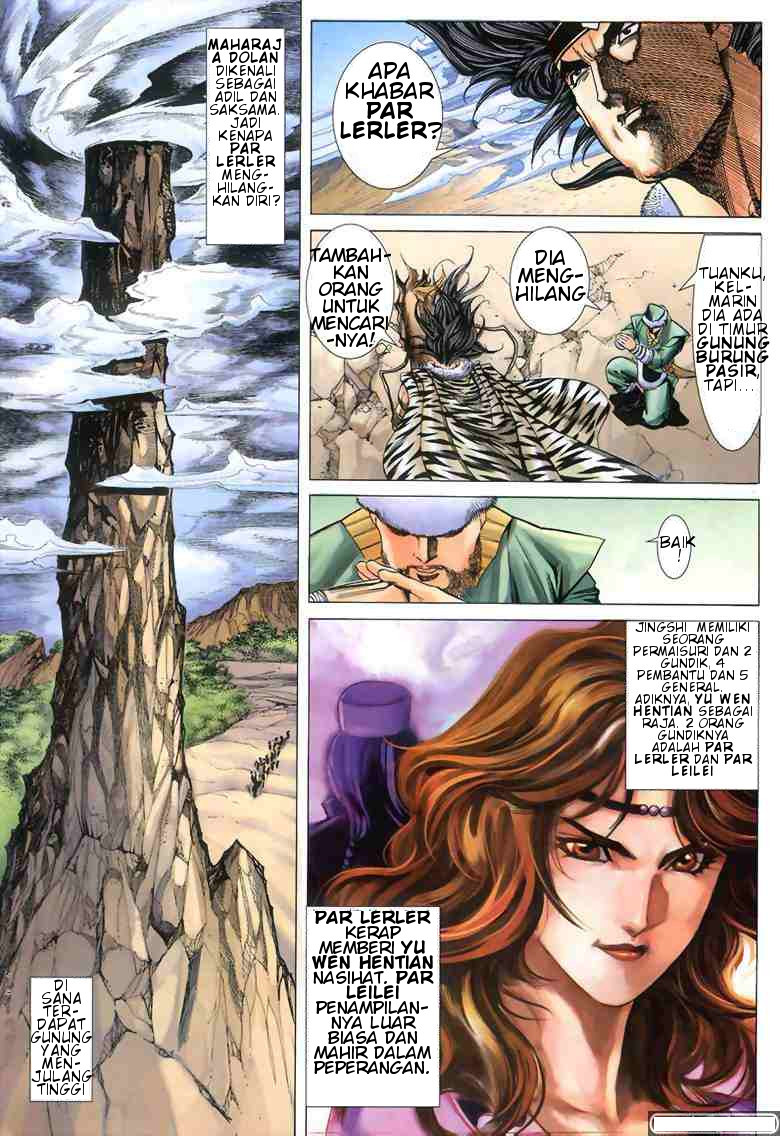 APA
KHABAR
PAR
LERLER?
TUANKU,
KEL-
MARIN
DIA ADA
DI TIMUR
GUNUNG
BURUNG
PASIR,
TAPI...
DIA
MENG-
HILANG
TAMBAH-
KAN
ORANG
UNTUK
MENCARI
-NYA!
BAIK
!
JINGSHI MEMILIKI
SEORANG
PERMAISURI DAN 2
GUNDIK, 4
PEMBANTU DAN 5
GENERAL.
ADIKNYA, YU WEN
HENTIAN SEBAGAI
RAJA. 2 ORANG
GUNDIKNYA
ADALAH PAR
LERLER DAN PAR
LEILEI
PAR LERLER
KERAP
MEMBERI YU
WEN HENTIAN
NASIHAT. PAR
LEILEI
PENAMPILAN-
NYA LUAR
BIASA DAN
MAHIR DALAM
PEPERANGAN.
MAHARAJ
A DOLAN
DIKENALI
SEBAGAI
ADIL DAN
SAKSAMA.
JADI
KENAPA
PAR
LERLER
MENG-
HILANG-
KAN DIRI?
DI
SANA
TER-
DAPAT
GUNUNG
YANG
MEN-
JULANG
TINGGI